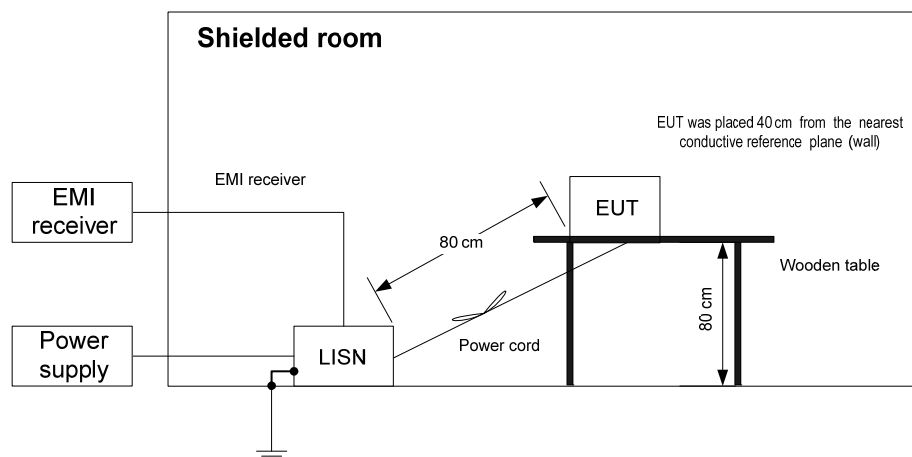 Shielded room
EUT was placed 40 cm from the nearest
conductive reference plane (wall)
EMI receiver
EMI
receiver
EUT
80 cm
Wooden table
80 cm
Power
supply
LISN
Power cord